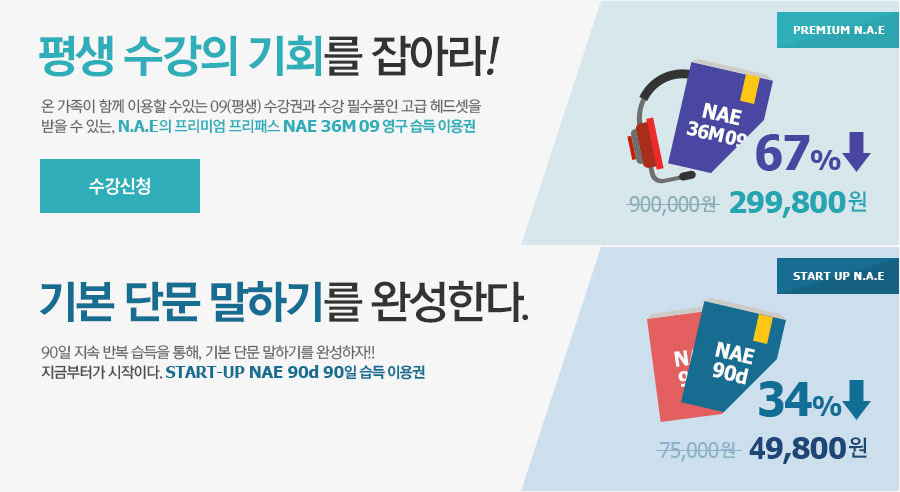 평생 수강의 기회를 잡아라!
온 가족이 함께 이용할 수있는 09(평생) 수강권과 수강 필수품인 고급 헤드셋을
받을 수 있는, N.A.E의 프리미엄 프리패스 NAE 36M 09 영구 습득 이용권
수강신청
PREMIUM N.A.E
NAE
36M 09
67%
900,000원 299,800원
기본 단문 말하기를 완성한다.
90일 지속 반복 습득을 통해, 기본 단문 말하기를 완성하자!!
지금부터가 시작이다. START-UP NAE 90d 90일 습득 이용권
START UP N.A.E
NAE
90d
34%
75,000원 49,800원